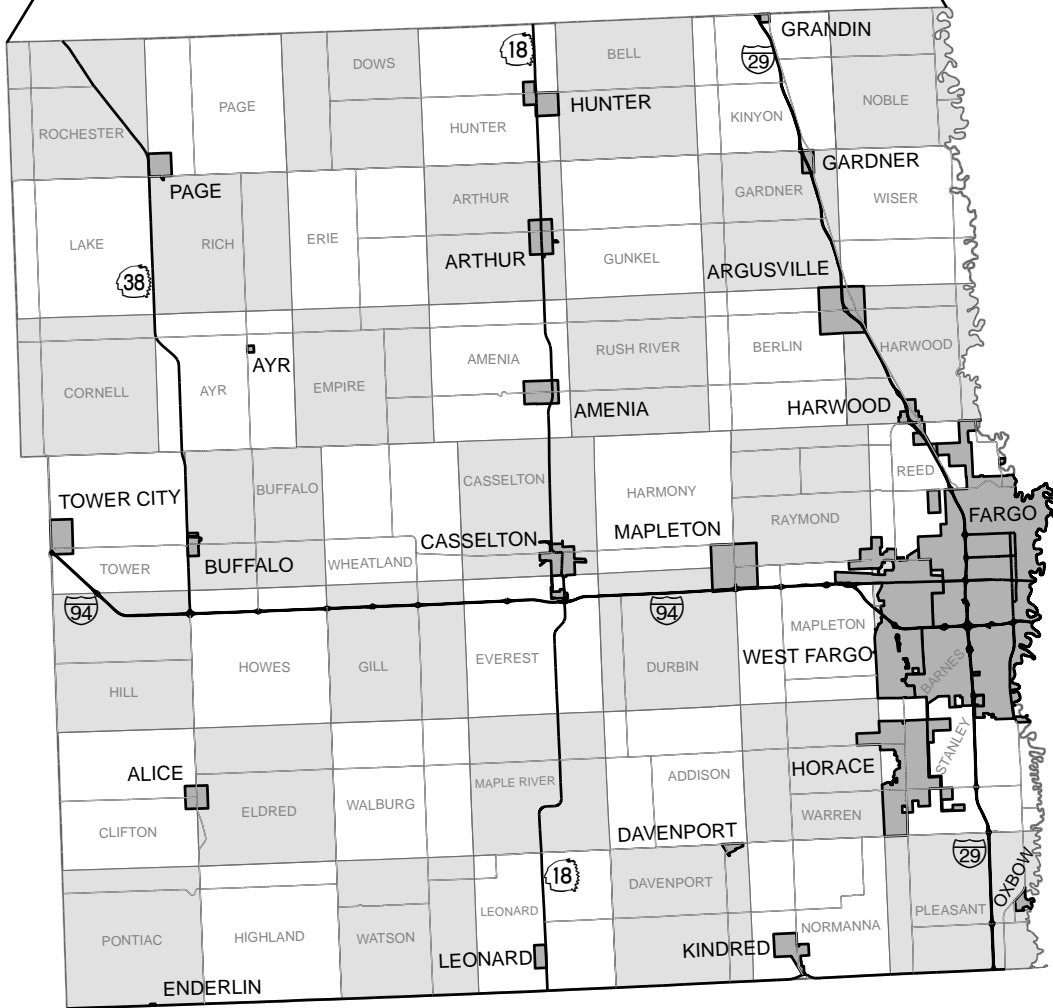 GRANDIN
18
BELL
29
DOWS
PAGE
HUNTER
NOBLE
KINYON
HUNTER
ROCHESTER
GARDNER
PAGE
GARDNER
WISER
ARTHUR
LAKE
RICH
ERIE
ARTHUR
GUNKEL
ARGUSVILLE
38
AYR
AMENIA
RUSH RIVER
BERLIN
HARWOOD
CORNELL
AYR
EMPIRE
AMENIA
HARWOOD
REED
TOWER CITY
BUFFALO
CASSELTON
HARMONY
FARGO
RAYMOND
MAPLETON
CASSELTON
TOWER
BUFFALO
WHEATLAND
94
94
MAPLETON
HOWES
GILL
EVEREST
DURBIN
WEST FARGO
BARNES
HILL
STANLEY
ALICE
MAPLE RIVER
ADDISON
HORACE
ELDRED
WALBURG
WARREN
CLIFTON
DAVENPORT
29
18
DAVENPORT
OXBOW
LEONARD
PLEASANT
NORMANNA
PONTIAC
HIGHLAND
WATSON
LEONARD
KINDRED
ENDERLIN